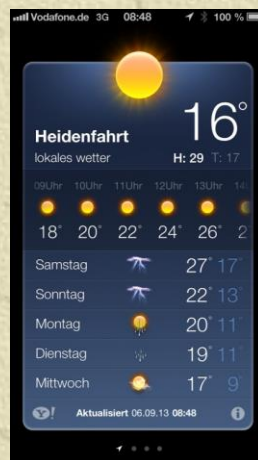 Vodafone.de 3G 08:48 100 %
16°
Heidenfahrt
lokales wetter H: 29 T: 17
09Uhr 10Uhr 11Uhr 12Uhr 13Uhr 14
18° 20° 22° 24° 26° 2
Samstag 27° 17°
Sonntag 22° 13°
Montag 20° 11°
Dienstag 19° 11°
Mittwoch 17° 9°
Y! Aktualisiert 06.09.13 08:48 i